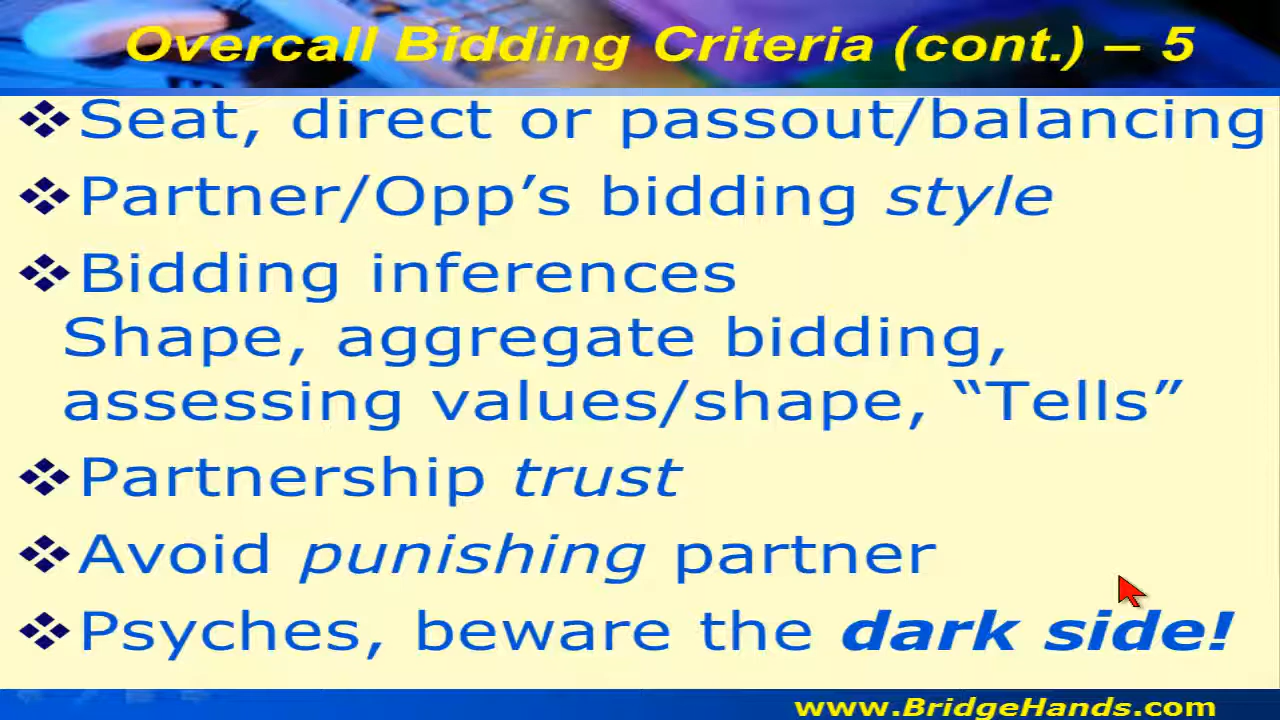 Overcall Bidding Criteria (cont.) – 5
❖Seat, direct or passout/balancing
❖Partner/Opp’s bidding style
❖Bidding inferences
Shape, aggregate bidding,
assessing values/shape, “Tells”
❖Partnership trust
❖Avoid punishing partner
❖Psyches, beware the dark side!
www.BridgeHands.com